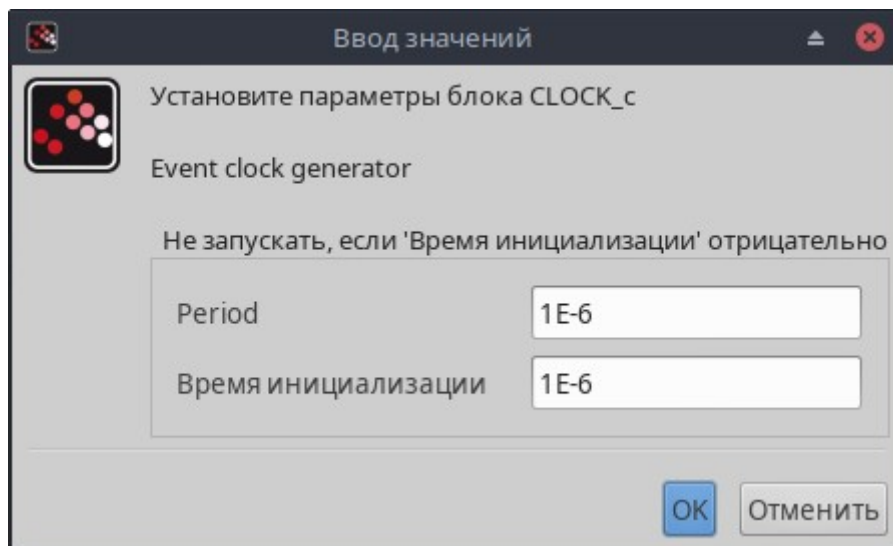 Ввод значений
Установите параметры блока CLOCK_c
Event clock generator
Не запускать, если 'Время инициализации' отрицательно
Period 1E-6
Время инициализации 1E-6
OK Отменить